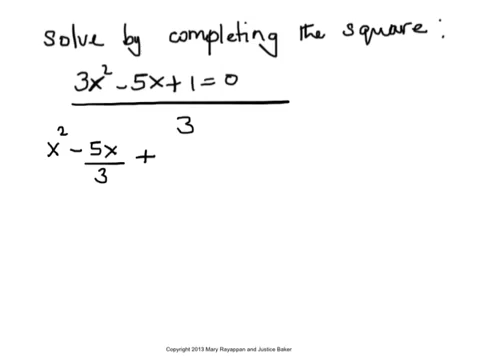 solve by completing the square:
3x² - 5x + 1 = 0
3
x² - 5x/3 +
Copyright 2013 Mary Rayappan and Justice Baker